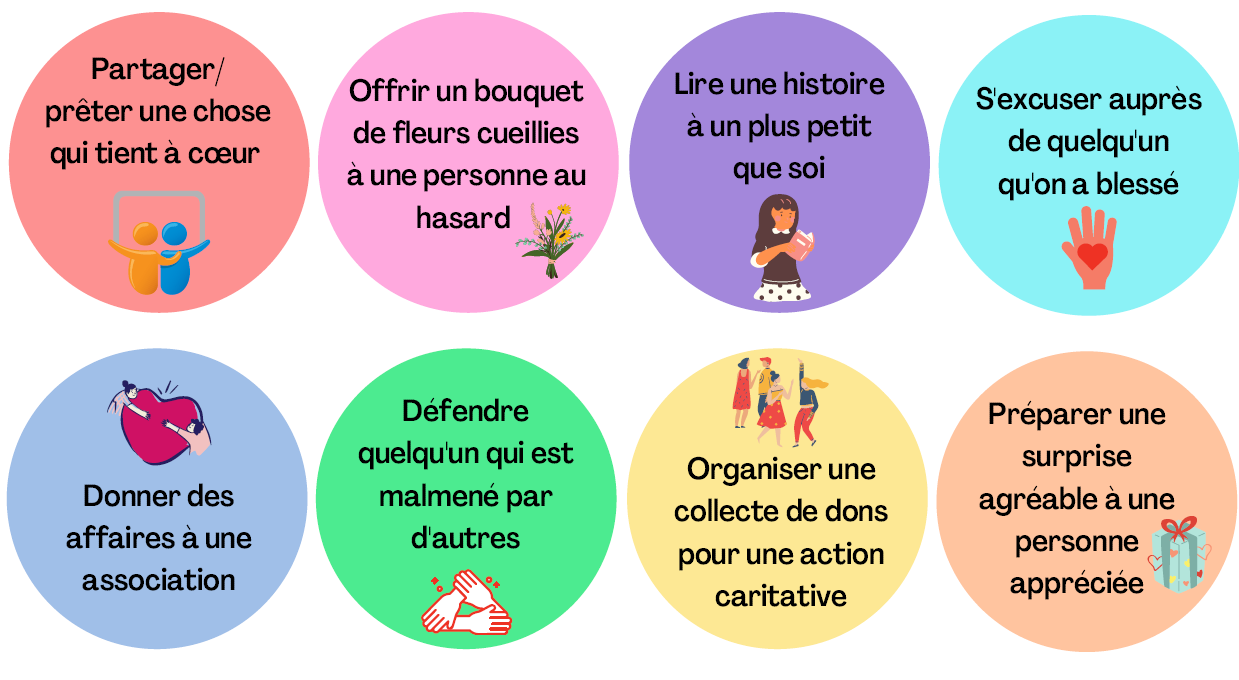 Partager/
prêter une chose
qui tient à cœur
Offrir un bouquet
de fleurs cueillies
à une personne au
hasard
Lire une histoire
à un plus petit
que soi
S'excuser auprès
de quelqu'un
qu'on a blessé
Donner des
affaires à une
association
Défendre
quelqu'un qui est
malmené par
d'autres
Organiser une
collecte de dons
pour une action
caritative
Préparer une
surprise
agréable à une
personne
appréciée